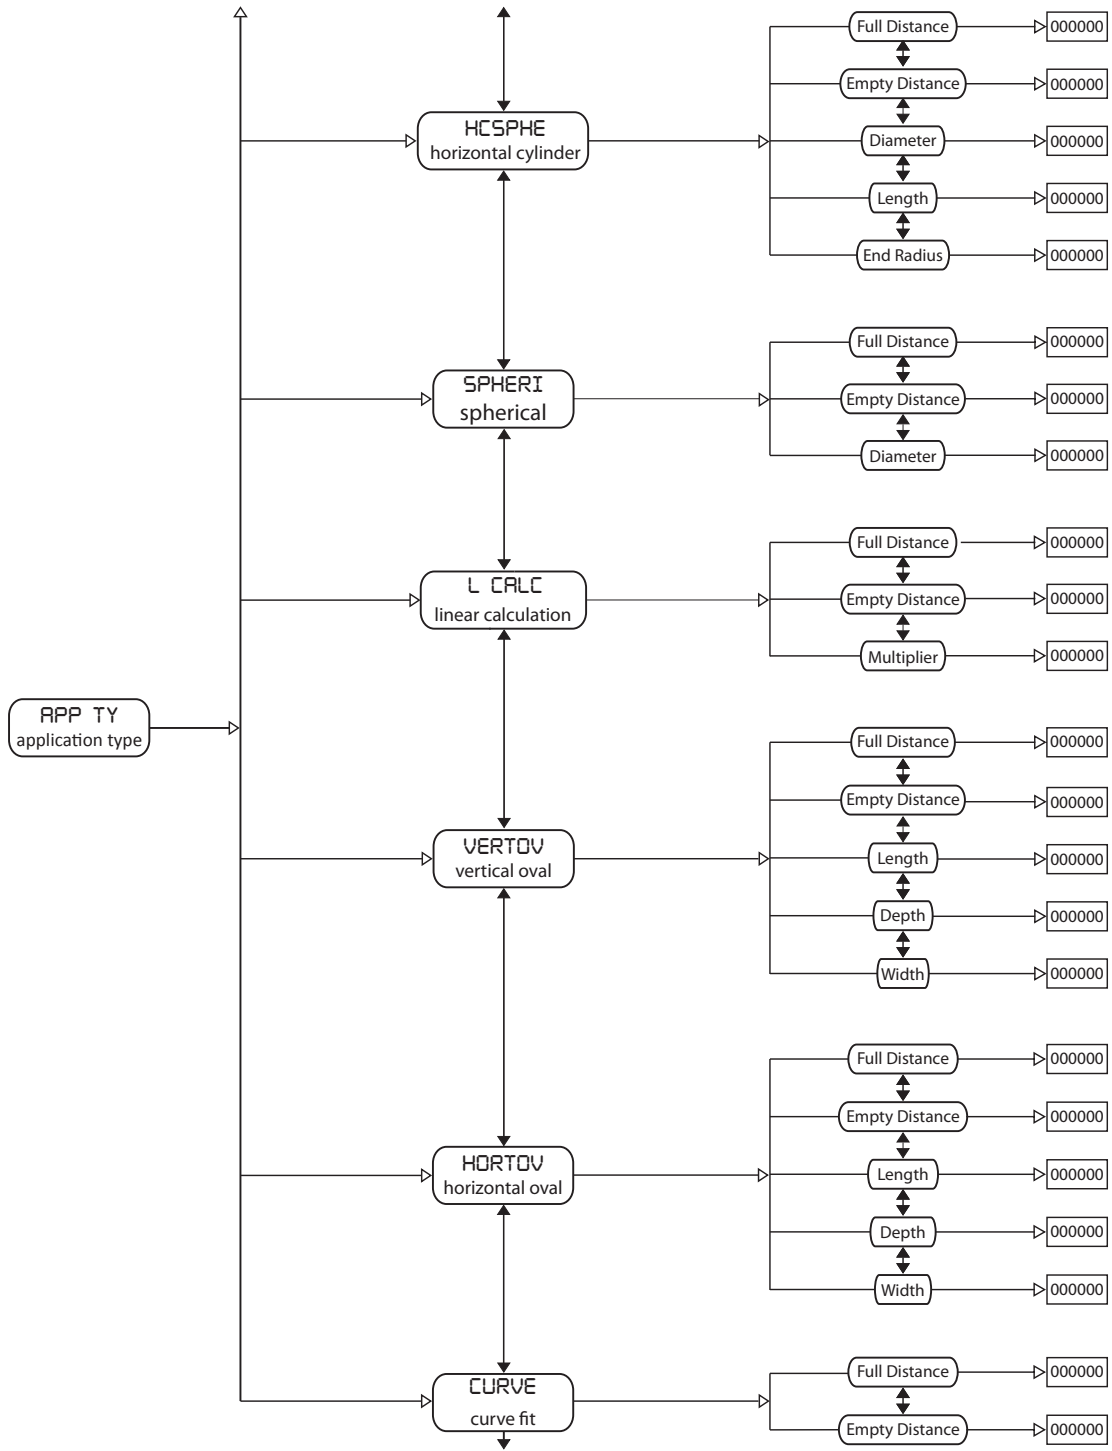 APP TY
application type
HCSPHE
horizontal cylinder
Full Distance 000000
Empty Distance 000000
Diameter 000000
Length 000000
End Radius 000000
SPHERI
spherical
Full Distance 000000
Empty Distance 000000
Diameter 000000
L CALC
linear calculation
Full Distance 000000
Empty Distance 000000
Multiplier 000000
VERTOV
vertical oval
Full Distance 000000
Empty Distance 000000
Length 000000
Depth 000000
Width 000000
HORTOV
horizontal oval
Full Distance 000000
Empty Distance 000000
Length 000000
Depth 000000
Width 000000
CURVE
curve fit
Full Distance 000000
Empty Distance 000000